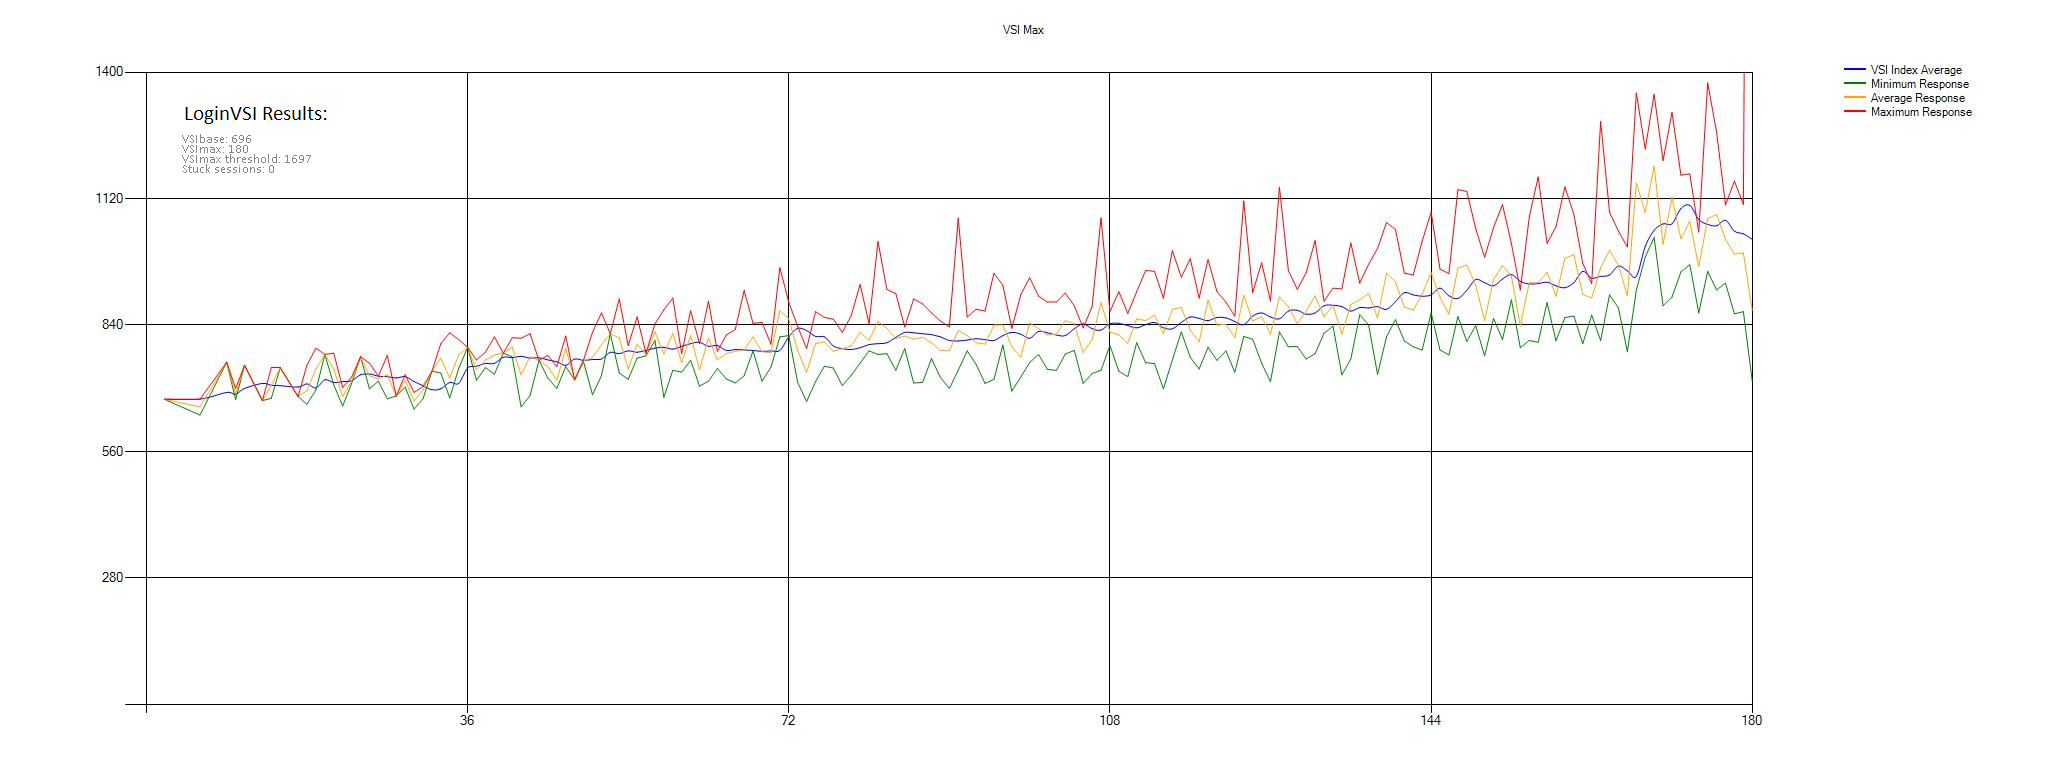 VSI Max
1400
1120
840
560
280
36
72
108
144
180
LoginVSI Results:
VSIbase: 696
VSImax: 180
VSImax threshold: 1697
Stuck sessions: 0
VSI Index Average
Minimum Response
Average Response
Maximum Response